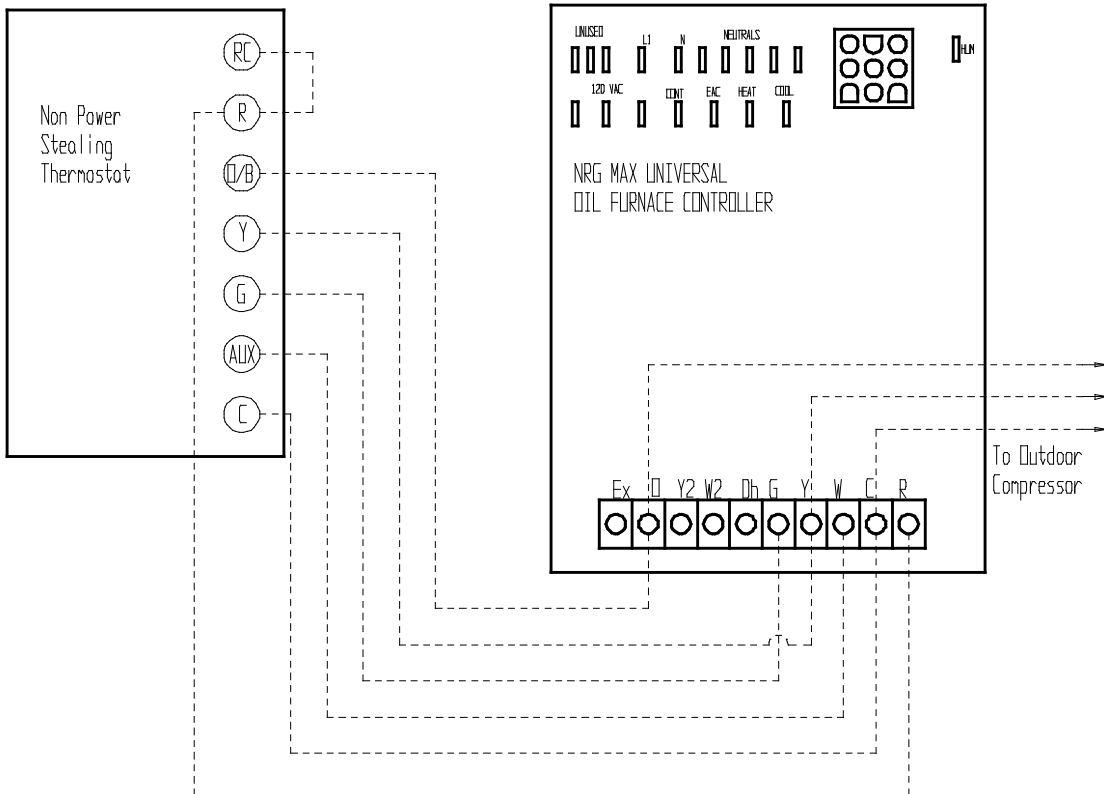 RC
R
O/B
Y
G
AUX
C
Non Power
Stealing
Thermostat
UNUSED
L1
N
NEUTRALS
HUM
120 VAC
CONT
EAC
HEAT
COOL
NRG MAX UNIVERSAL
OIL FURNACE CONTROLLER
To Outdoor
Compressor
Ex O Y2 W2 Dh G Y W C R